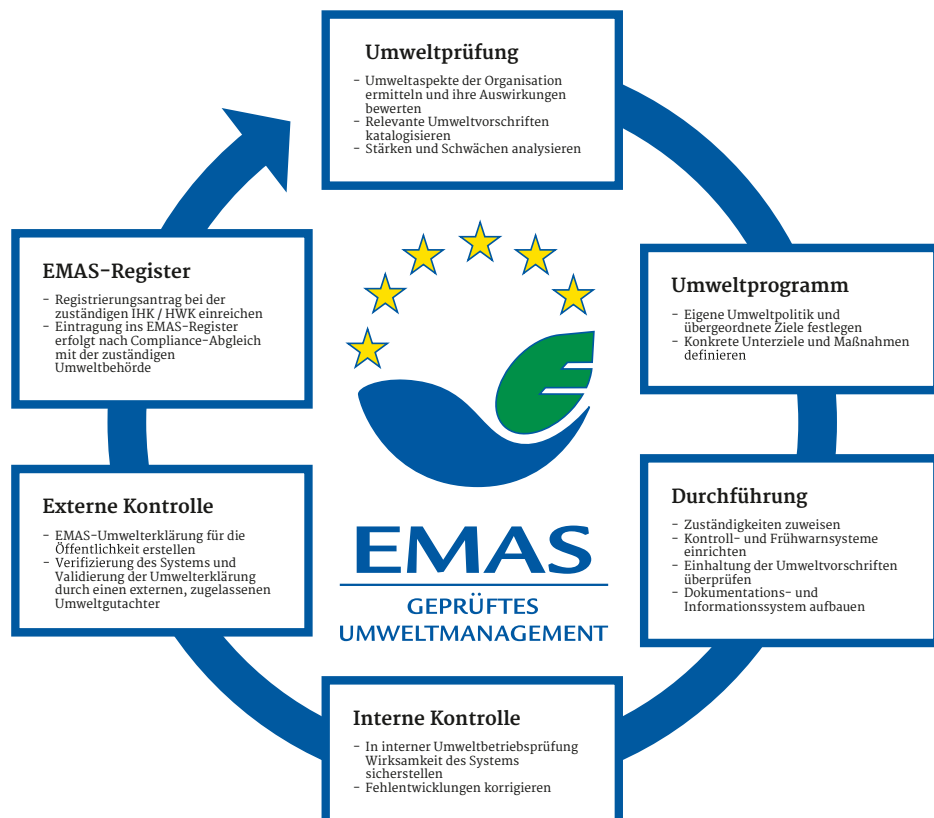 Umweltprüfung
- Umweltaspekte der Organisation
ermitteln und ihre Auswirkungen
bewerten
- Relevante Umweltvorschriften
katalogisieren
- Stärken und Schwächen analysieren
Umweltprogramm
- Eigene Umweltpolitik und
übergeordnete Ziele festlegen
- Konkrete Unterziele und Maßnahmen
definieren
Durchführung
- Zuständigkeiten zuweisen
- Kontroll- und Frühwarnsysteme
einrichten
- Einhaltung der Umweltvorschriften
überprüfen
- Dokumentations- und
Informationssystem aufbauen
Interne Kontrolle
- In interner Umweltbetriebsprüfung
Wirksamkeit des Systems
sicherstellen
- Fehlentwicklungen korrigieren
Externe Kontrolle
- EMAS-Umwelterklärung für die
Öffentlichkeit erstellen
- Verifizierung des Systems und
Validierung der Umwelterklärung
durch einen externen, zugelassenen
Umweltgutachter
EMAS-Register
- Registrierungsantrag bei der
zuständigen IHK / HWK einreichen
- Eintragung ins EMAS-Register
erfolgt nach Compliance-Abgleich
mit der zuständigen
Umweltbehörde
EMAS
GEPRÜFTES
UMWELTMANAGEMENT